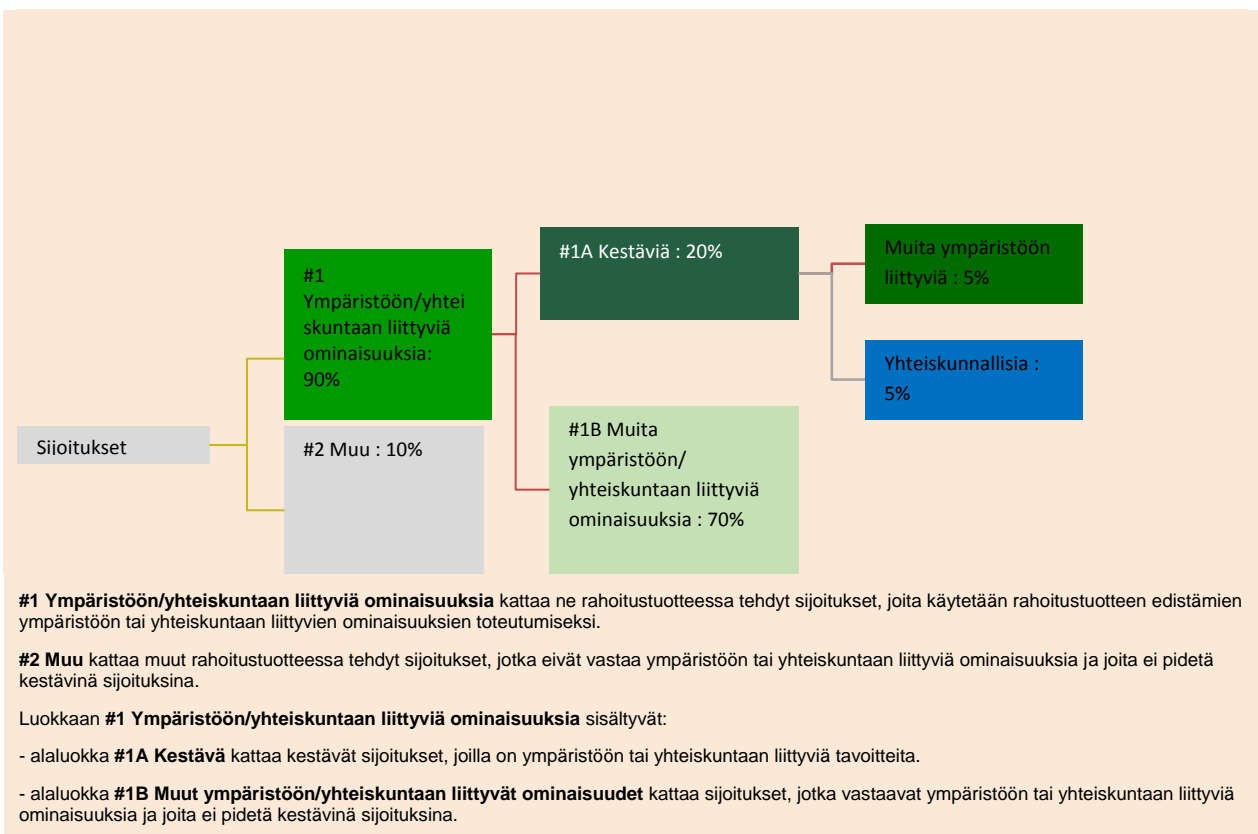 #1A Kestäviä : 20%
Muita ympäristöön
liittyviä : 5%
#1
Ympäristöön/yhtei
skuntaan liittyviä
ominaisuuksia:
90%
Yhteiskunnallisia :
5%
Sijoitukset
#2 Muu : 10%
#1B Muita
ympäristöön/
yhteiskuntaan liittyviä
ominaisuuksia : 70%
#1 Ympäristöön/yhteiskuntaan liittyviä ominaisuuksia kattaa ne rahoitustuotteessa tehdyt sijoitukset, joita käytetään rahoitustuotteen edistämien
ympäristöön tai yhteiskuntaan liittyvien ominaisuuksien toteutumiseksi.
#2 Muu kattaa muut rahoitustuotteessa tehdyt sijoitukset, jotka eivät vastaa ympäristöön tai yhteiskuntaan liittyviä ominaisuuksia ja joita ei pidetä
kestävinä sijoituksina.
Luokkaan #1 Ympäristöön/yhteiskuntaan liittyviä ominaisuuksia sisältyvät:
- alaluokka #1A Kestävä kattaa kestävät sijoitukset, joilla on ympäristöön tai yhteiskuntaan liittyviä tavoitteita.
- alaluokka #1B Muut ympäristöön/yhteiskuntaan liittyvät ominaisuudet kattaa sijoitukset, jotka vastaavat ympäristöön tai yhteiskuntaan liittyviä
ominaisuuksia ja joita ei pidetä kestävinä sijoituksina.